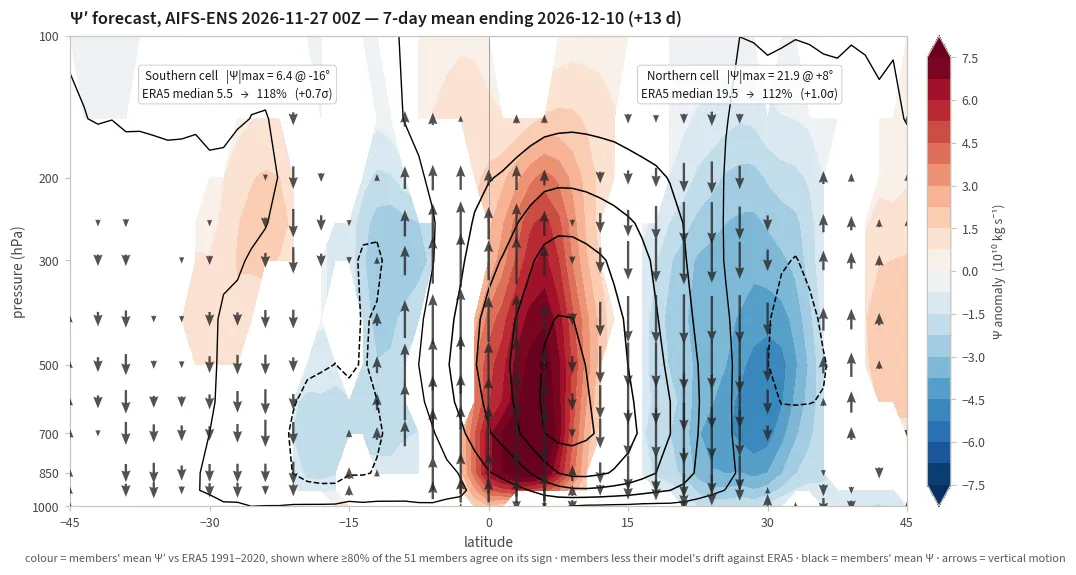 Ψ′ forecast, AIFS-ENS 2026-11-27 00Z — 7-day mean ending 2026-12-10 (+13 d)
100
200
300
400
500
700
850
1000
pressure (hPa)
Southern cell |Ψ|max = 6.4 @ -16°
ERA5 median 5.5 → 118% (+0.7σ)
Northern cell |Ψ|max = 21.9 @ +8°
ERA5 median 19.5 → 112% (+1.0σ)
−45
−30
−15
0
15
30
45
latitude
7.5
6.0
4.5
3.0
1.5
0.0
−1.5
−3.0
−4.5
−6.0
−7.5
Ψ anomaly (10¹⁰ kg s⁻¹)
colour = members' mean Ψ′ vs ERA5 1991–2020, shown where ≥80% of the 51 members agree on its sign · members less their model's drift against ERA5 · black = members' mean Ψ · arrows = vertical motion